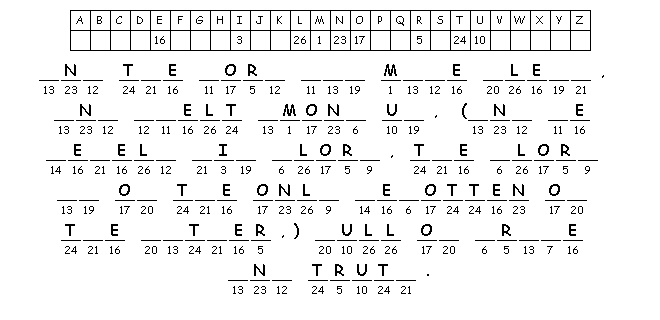 A B C D E F G H I J K L M N O P Q R S T U V W X Y Z
16 3 26 1 23 17 5 24 10
_N_ T_E _OR_ ___ M__E _LE__,
13 23 12 24 21 16 11 17 5 12 11 13 19 1 13 12 16 20 26 16 19 21
_N_ __ELT _MON_ U_. (_N_ _E
13 23 12 12 11 16 26 24 13 1 17 23 6 10 19 13 23 12 11 16
_E_EL_ _I_ _LOR_, T_E _LOR_
14 16 21 16 26 12 21 3 19 6 26 17 5 9 24 21 16 6 26 17 5 9
__ O_ T_E ONL_ _E_OTTEN O_
13 19 17 20 24 21 16 17 23 26 9 14 16 6 17 24 24 16 23 17 20
T_E __T_ER,) _ULL O_ _R__E
24 21 16 20 13 24 21 16 5 20 10 26 26 17 20 6 5 13 7 16
_N_ TRUT_.
13 23 12 24 5 10 24 21